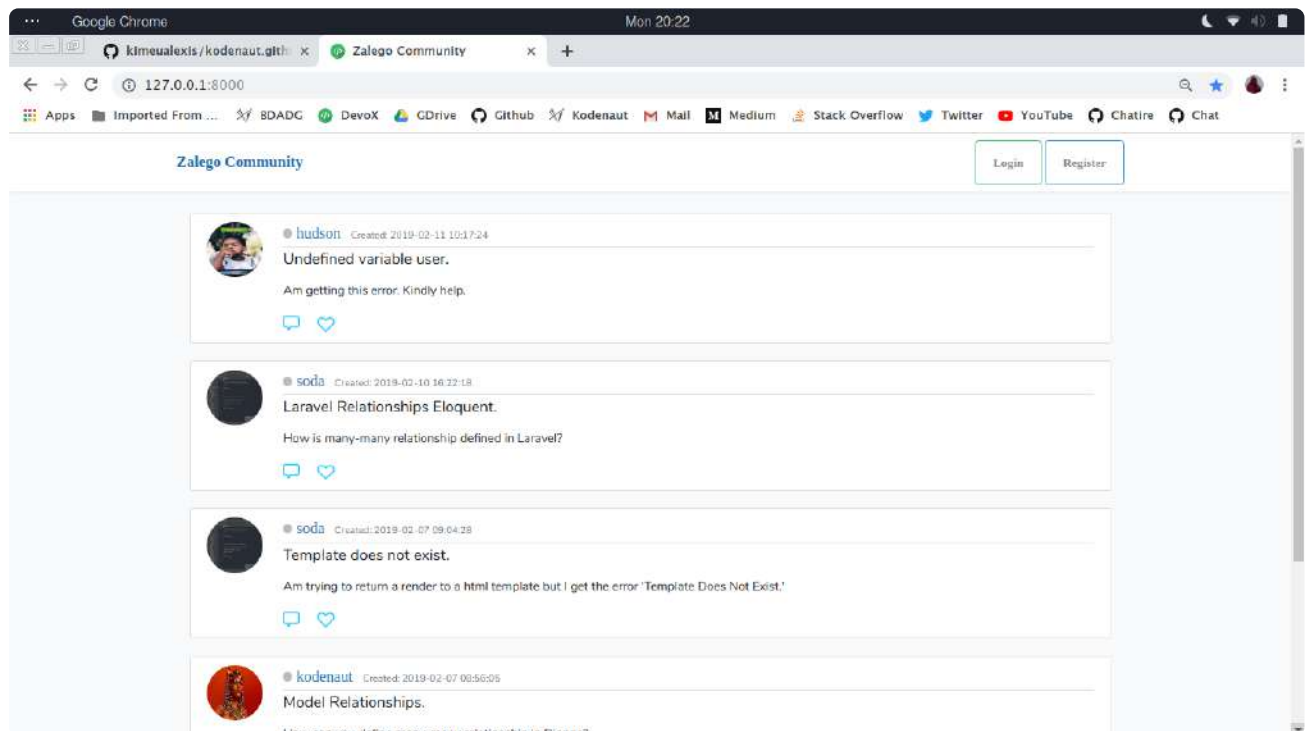 Google Chrome
Mon 20:22
kimeualexis/kodenaut.gith
Zalego Community
127.0.0.1:8000
Apps
Imported From ...
BDADG
DevoX
GDrive
Github
Kodenaut
Mail
Medium
Stack Overflow
Twitter
YouTube
Chatire
Chat
Zalego Community
Login
Register
hudson Created: 2019-02-11 10:17:24
Undefined variable user.
Am getting this error. Kindly help.
soda Created: 2019-02-10 16:22:18
Laravel Relationships Eloquent.
How is many-many relationship defined in Laravel?
soda Created: 2019-02-07 09:04:28
Template does not exist.
Am trying to return a render to a html template but I get the error 'Template Does Not Exist.'
kodenaut Created: 2019-02-07 08:56:05
Model Relationships.